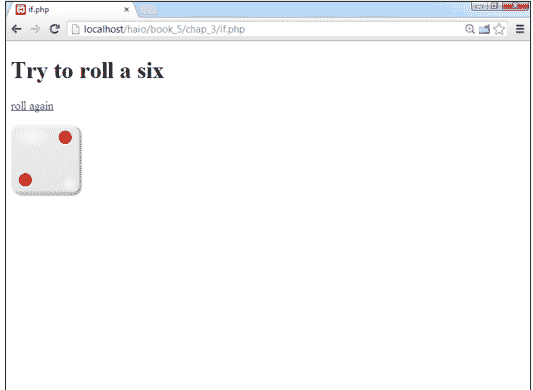 if.php
localhost/haio/book_5/chap_3/if.php
Try to roll a six
roll again